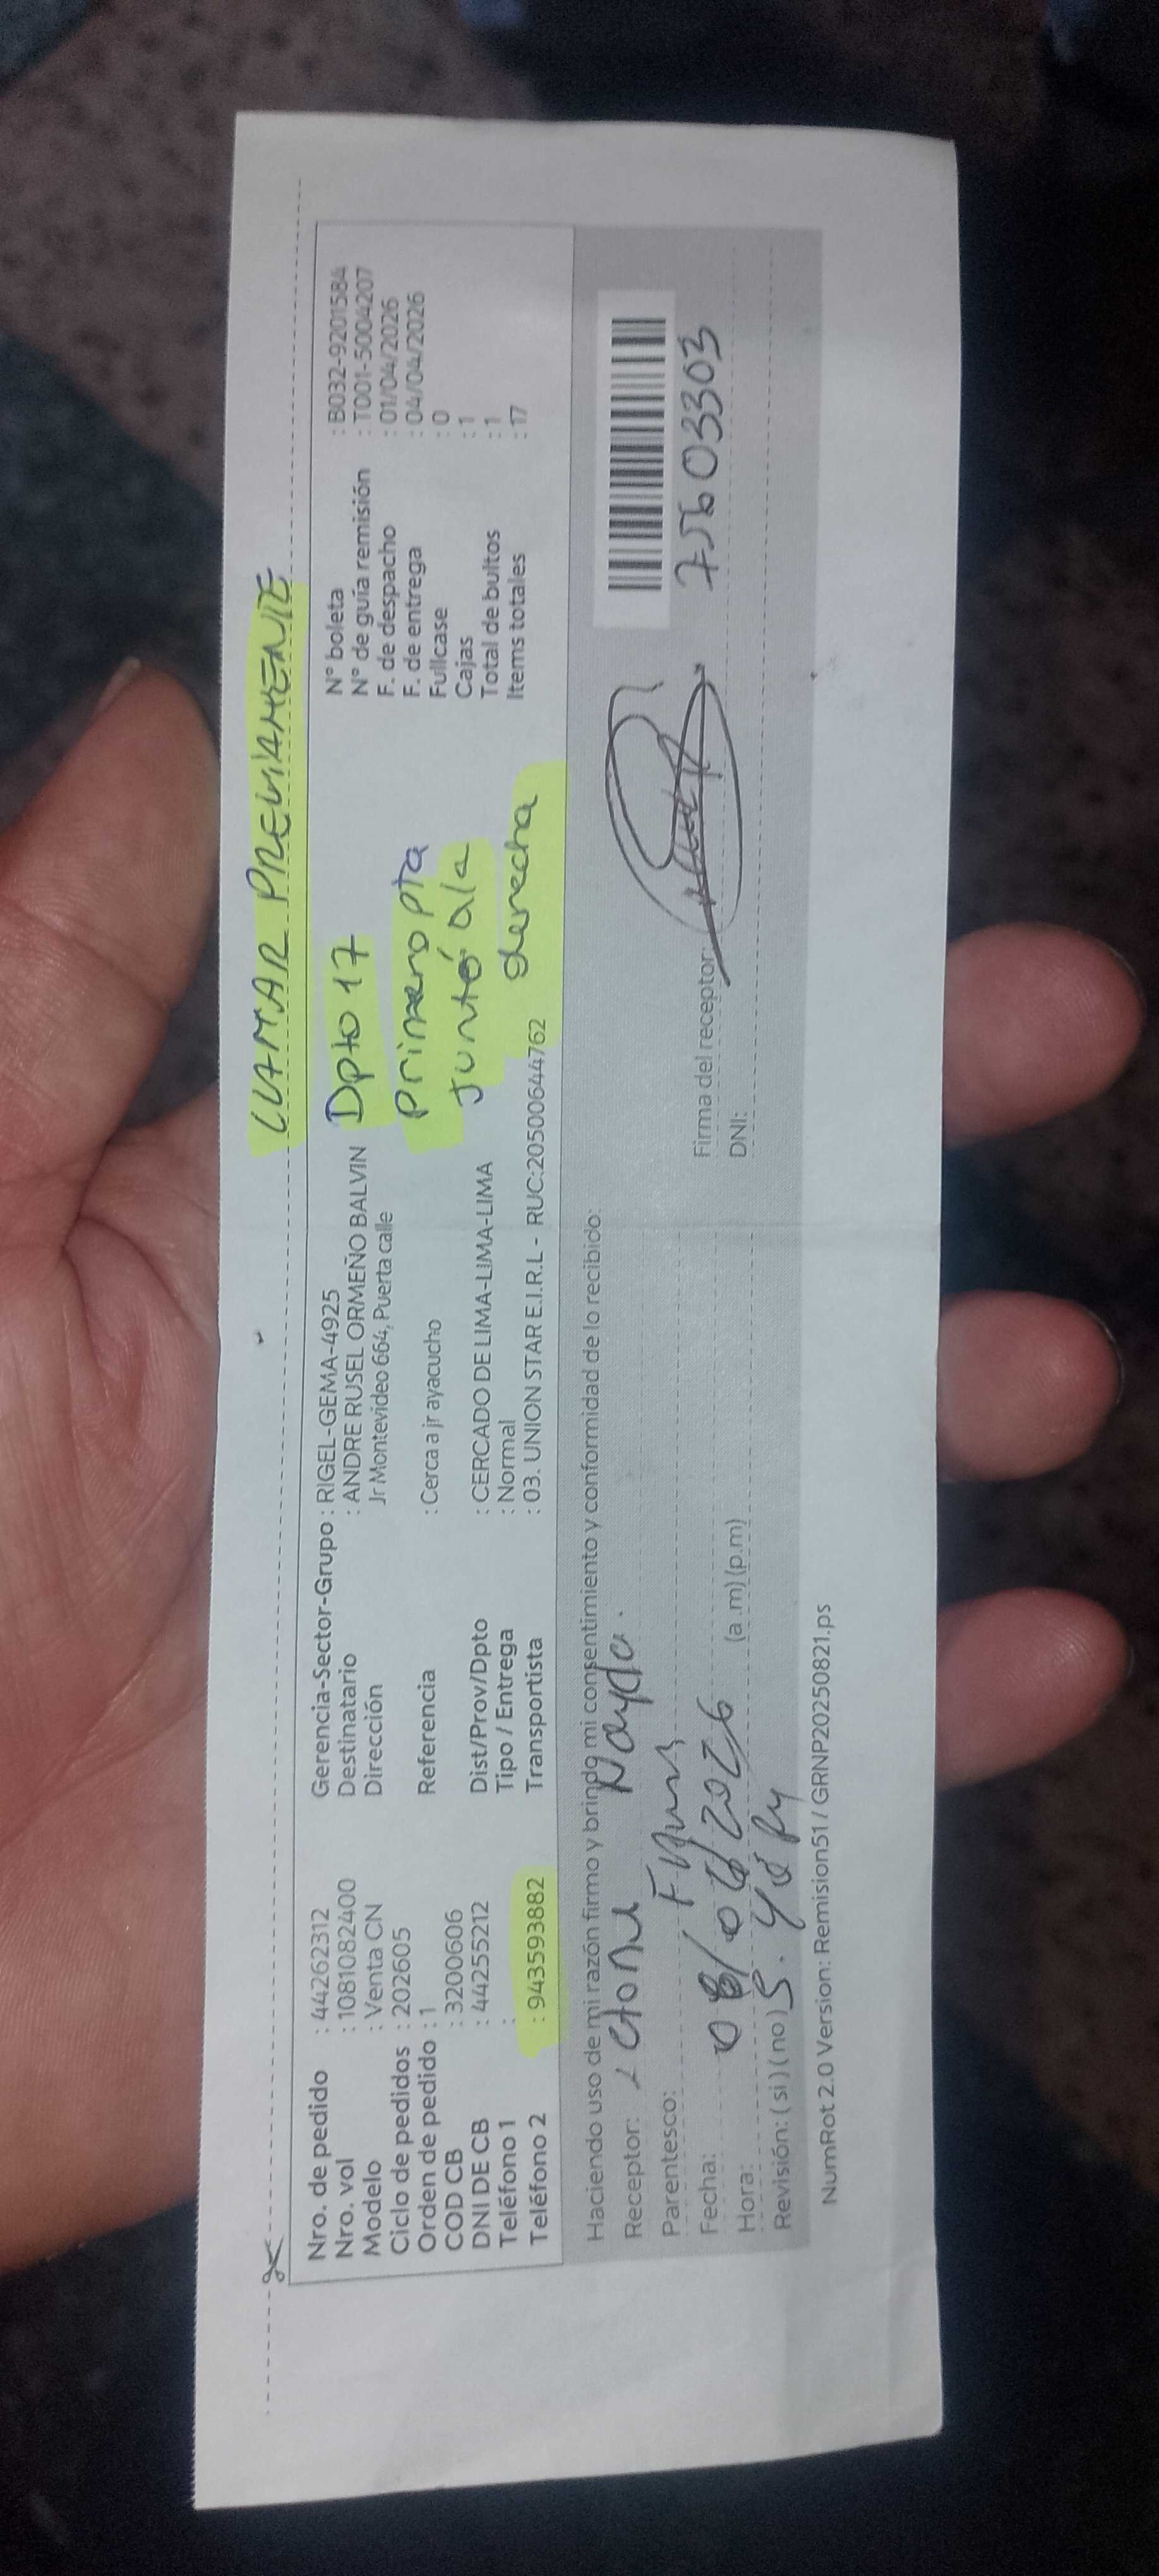 LLAMAR PREVIAMENTE
Nro. de pedido : 44262312
Nro. vol : 1081082400
Modelo : Venta CN
Ciclo de pedidos : 202605
Orden de pedido : 1
COD CB : 3200606
DNI DE CB : 44255212
Teléfono 1 :
Teléfono 2 : 943593882
Gerencia-Sector-Grupo : RIGEL-GEMA-4925
Destinatario : ANDRE RUSEL ORMEÑO BALVIN
Dirección Jr Montevideo 664, Puerta calle
Referencia : Cerca a jr ayacucho
Dist/Prov/Dpto : CERCADO DE LIMA-LIMA-LIMA
Tipo / Entrega : Normal
Transportista : 03. UNION STAR E.I.R.L - RUC:20500644762
Dpto 17
Primero pta
Junto a la
derecha
N° boleta : B032-9201584
N° de guía remisión : T001-5004207
F. de despacho : 01/04/2026
F. de entrega : 04/04/2026
Fullcase : 0
Cajas : 1
Total de bultos : 1
Items totales : 17
Haciendo uso de mi razón firmo y brindo mi consentimiento y conformidad de lo recibido:
Receptor: Nayda.
Parentesco:
Fecha: 08/04/2026
Hora: (a.m) (p.m)
Revisión: ( si ) ( no )
Firma del receptor:
DNI: 75603303
NumRot 2.0 Version: Remision51 / GRNP20250821.ps